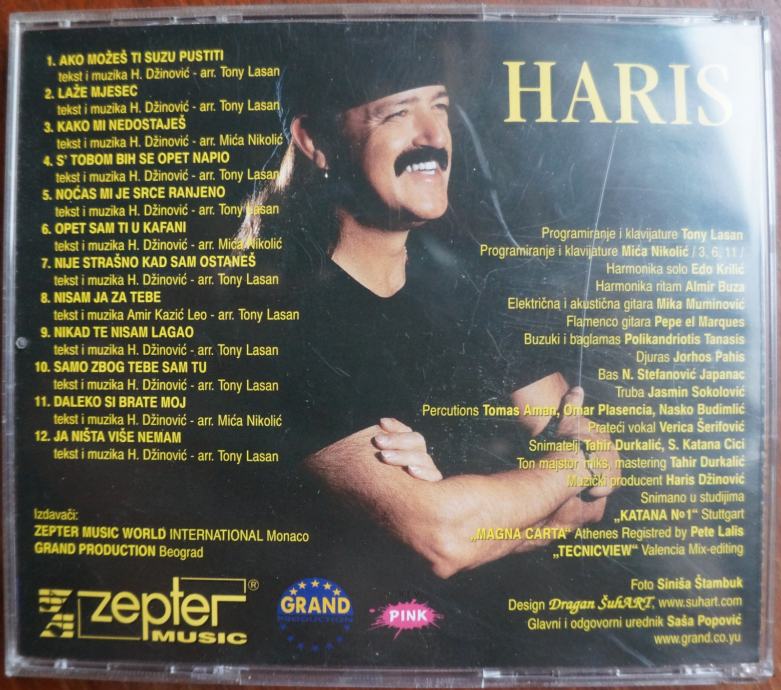 1. AKO MOŽEŠ TI SUZU PUSTITI
tekst i muzika H. Džinović - arr. Tony Lasan
2. LAŽE MJESEC
tekst i muzika H. Džinović - arr. Tony Lasan
3. KAKO MI NEDOSTAJEŠ
tekst i muzika H. Džinović - arr. Mića Nikolić
4. S' TOBOM BIH SE OPET NAPIO
tekst i muzika H. Džinović - arr. Tony Lasan
5. NOĆAS MI JE SRCE RANJENO
tekst i muzika H. Džinović - arr. Tony Lasan
6. OPET SAM TI U KAFANI
tekst i muzika H. Džinović - arr. Mića Nikolić
7. NIJE STRAŠNO KAD SAM OSTANEŠ
tekst i muzika H. Džinović - arr. Tony Lasan
8. NISAM JA ZA TEBE
tekst i muzika Amir Kazić Leo - arr. Tony Lasan
9. NIKAD TE NISAM LAGAO
tekst i muzika H. Džinović - arr. Tony Lasan
10. SAMO ZBOG TEBE SAM TU
tekst i muzika H. Džinović - arr. Tony Lasan
11. DALEKO SI BRATE MOJ
tekst i muzika H. Džinović - arr. Mića Nikolić
12. JA NIŠTA VIŠE NEMAM
tekst i muzika H. Džinović - arr. Tony Lasan
Izdavači:
ZEPTER MUSIC WORLD INTERNATIONAL Monaco
GRAND PRODUCTION Beograd
zepter®
MUSIC
GRAND
PRODUCTION
PINK
HARIS
Programiranje i klavijature Tony Lasan
Programiranje i klavijature Mića Nikolić / 3, 6, 11 /
Harmonika solo Edo Krilić
Harmonika ritam Almir Buza
Električna i akustična gitara Mika Muminović
Flamenco gitara Pepe el Marques
Buzuki i baglamas Polikandriotis Tanasis
Djuras Jorhos Pahis
Bas N. Stefanović Japanac
Truba Jasmin Sokolović
Percutions Tomas Aman, Omar Plasencia, Nasko Budimlić
Prateći vokal Verica Šerifović
Snimatelj Tahir Durkalić, S. Katana Cici
Ton majstor, miks, mastering Tahir Durkalić
Muzički producent Haris Džinović
Snimano u studijima
„KATANA No1“ Stuttgart
„MAGNA CARTA“ Athenes Registred by Pete Lalis
„TECNICVIEW“ Valencia Mix-editing
Foto Siniša Štambuk
Design Dragan ŠuhART, www.suhart.com
Glavni i odgovorni urednik Saša Popović
www.grand.co.yu